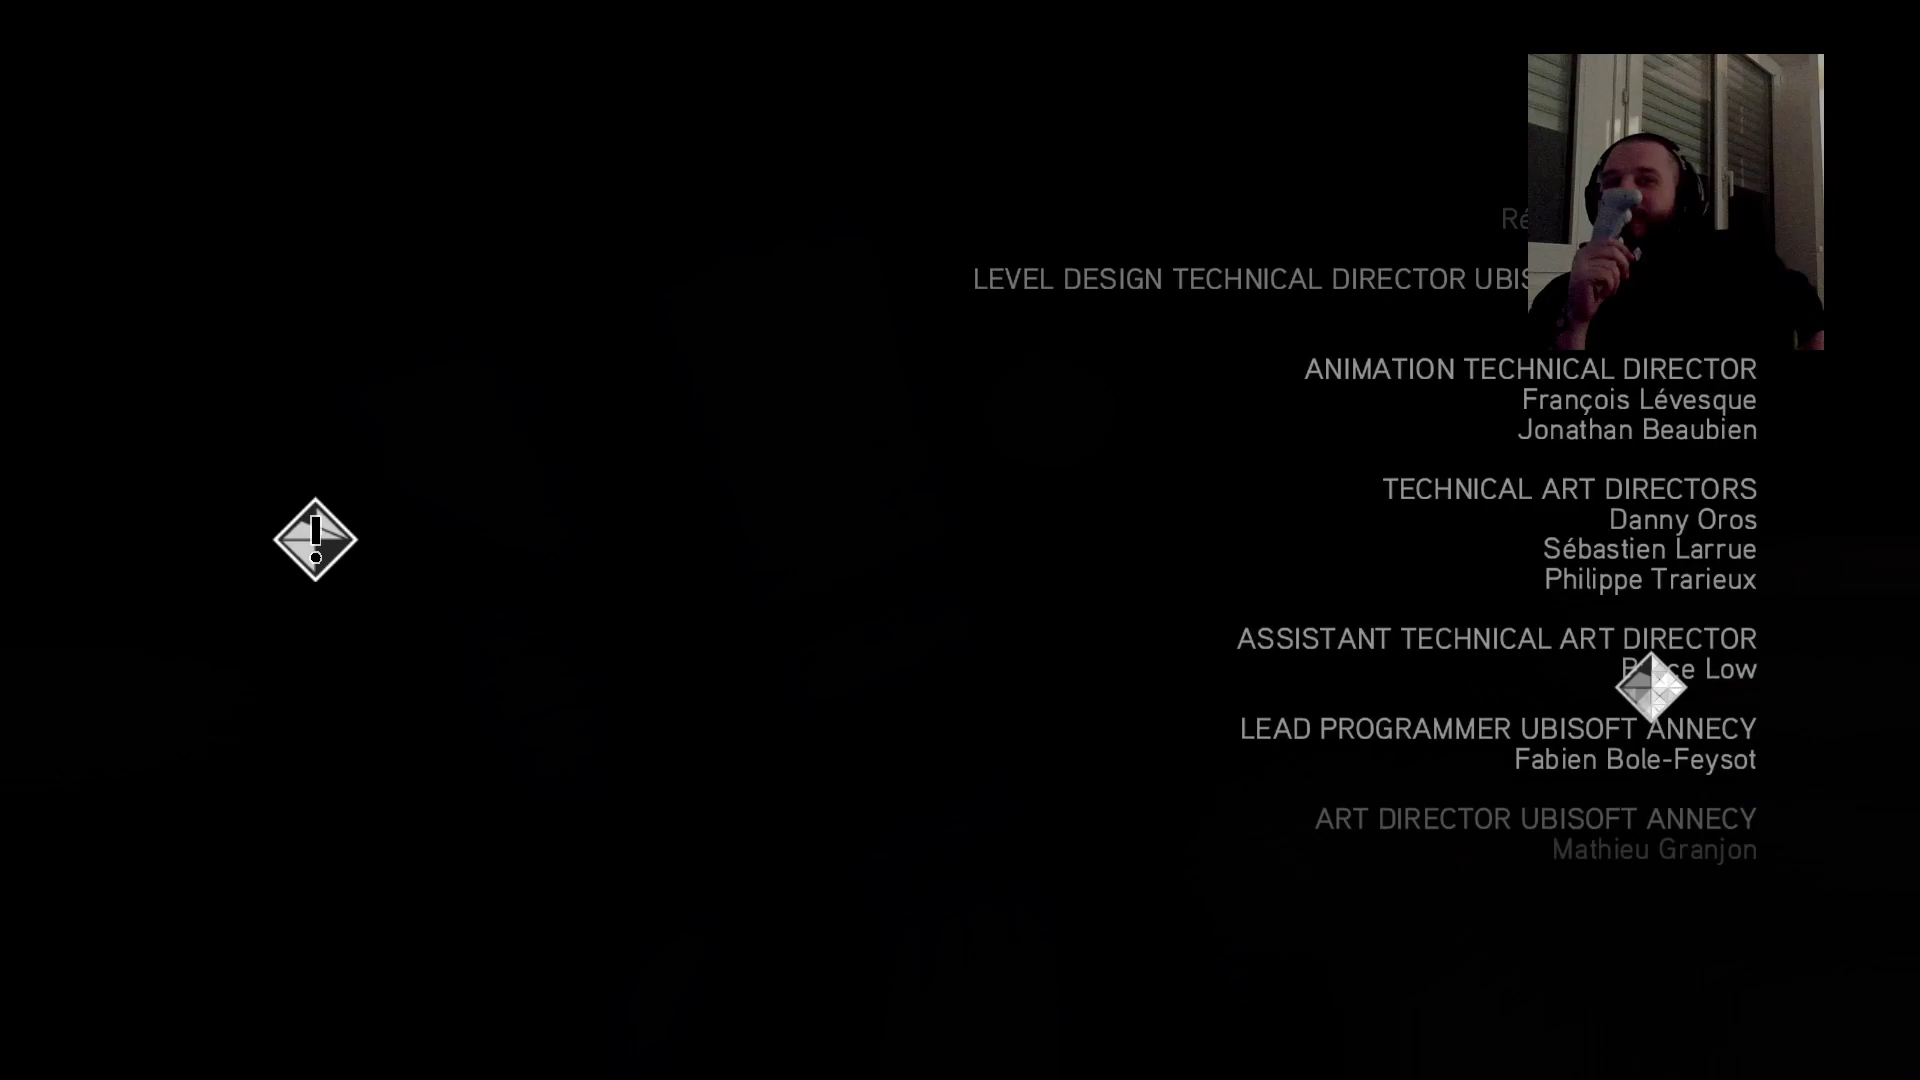 LEVEL DESIGN TECHNICAL DIRECTOR
ANIMATION TECHNICAL DIRECTOR
François Lévesque
Jonathan Beaubien
TECHNICAL ART DIRECTORS
Danny Oros
Sébastien Larrue
Philippe Trarieux
ASSISTANT TECHNICAL ART DIRECTOR
Low
LEAD PROGRAMMER UBISOFT ANNECY
Fabien Bole-Feysot
ART DIRECTOR UBISOFT ANNECY
Mathieu Granjon